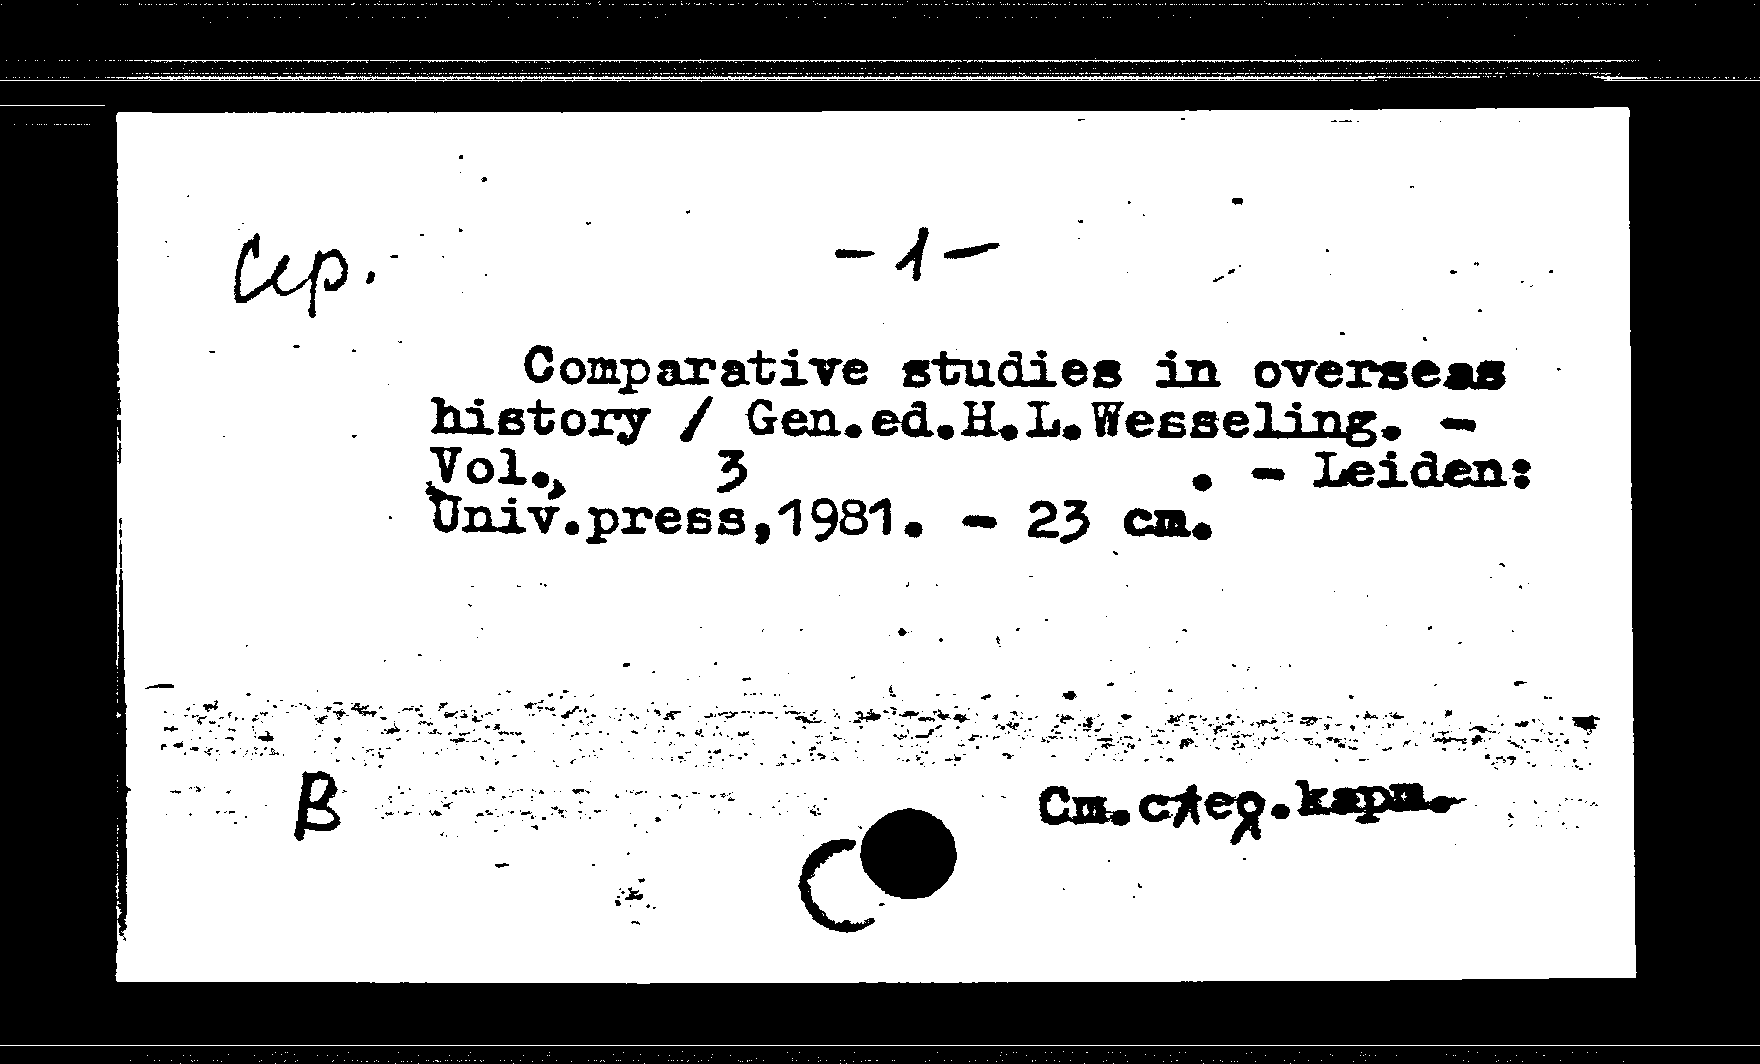 Сер. -1-
Comparative studies in overseas
history / Gen.ed.H.L.Wesseling. -
Vol., 3 . - Leiden:
Univ.press,1981. - 23 cm.
В См.след.карт.